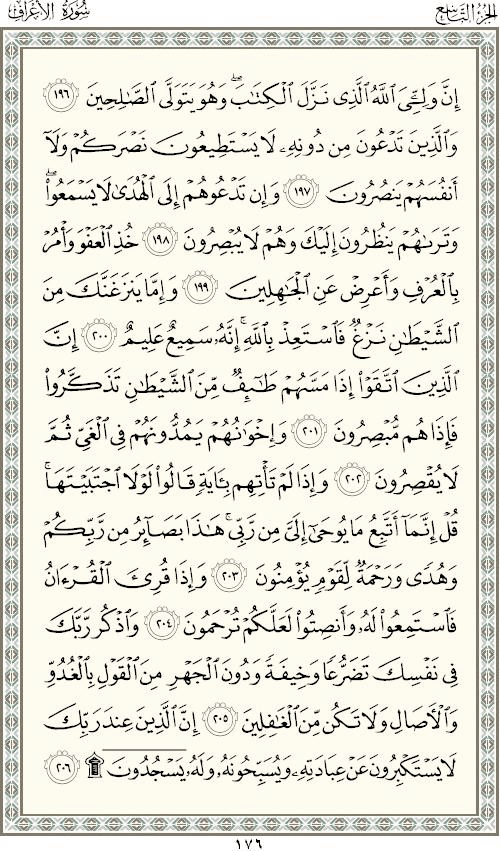 الجزء التاسع
سورة الأعراف
إِنَّ وَلِـِّۧيَ ٱللَّهُ ٱلَّذِي نَزَّلَ ٱلۡكِتَٰبَۖ وَهُوَ يَتَوَلَّى ٱلصَّٰلِحِينَ ١٩٦
وَٱلَّذِينَ تَدۡعُونَ مِن دُونِهِۦ لَا يَسۡتَطِيعُونَ نَصۡرَكُمۡ وَلَآ
أَنفُسَهُمۡ يَنصُرُونَ ١٩٧ وَإِن تَدۡعُوهُمۡ إِلَى ٱلۡهُدَىٰ لَا يَسۡمَعُواْۖ
وَتَرَىٰهُمۡ يَنظُرُونَ إِلَيۡكَ وَهُمۡ لَا يُبۡصِرُونَ ١٩٨ خُذِ ٱلۡعَفۡوَ وَأۡمُرۡ
بِٱلۡعُرۡفِ وَأَعۡرِضۡ عَنِ ٱلۡجَٰهِلِينَ ١٩٩ وَإِمَّا يَنزَغَنَّكَ مِنَ
ٱلشَّيۡطَٰنِ نَزۡغٞ فَٱسۡتَعِذۡ بِٱللَّهِۚ إِنَّهُۥ سَمِيعٌ عَلِيمٌ ٢٠٠ إِنَّ
ٱلَّذِينَ ٱتَّقَوۡاْ إِذَا مَسَّهُمۡ طَٰٓئِفٞ مِّنَ ٱلشَّيۡطَٰنِ تَذَكَّرُواْ
فَإِذَا هُم مُّبۡصِرُونَ ٢٠١ وَإِخۡوَٰنُهُمۡ يَمُدُّونَهُمۡ فِي ٱلۡغَيِّ ثُمَّ
لَا يُقۡصِرُونَ ٢٠٢ وَإِذَا لَمۡ تَأۡتِهِم بِـَٔايَةٖ قَالُواْ لَوۡلَا ٱجۡتَبَيۡتَهَاۚ
قُلۡ إِنَّمَآ أَتَّبِعُ مَا يُوحَىٰٓ إِلَيَّ مِن رَّبِّيۚ هَٰذَا بَصَآئِرُ مِن رَّبِّكُمۡ
وَهُدٗى وَرَحۡمَةٞ لِّقَوۡمٖ يُؤۡمِنُونَ ٢٠٣ وَإِذَا قُرِئَ ٱلۡقُرۡءَانُ
فَٱسۡتَمِعُواْ لَهُۥ وَأَنصِتُواْ لَعَلَّكُمۡ تُرۡحَمُونَ ٢٠٤ وَٱذۡكُر رَّبَّكَ
فِي نَفۡسِكَ تَضَرُّعٗا وَخِيفَةٗ وَدُونَ ٱلۡجَهۡرِ مِنَ ٱلۡقَوۡلِ بِٱلۡغُدُوِّ
وَٱلۡأٓصَالِ وَلَا تَكُن مِّنَ ٱلۡغَٰفِلِينَ ٢٠٥ إِنَّ ٱلَّذِينَ عِندَ رَبِّكَ
لَا يَسۡتَكۡبِرُونَ عَنۡ عِبَادَتِهِۦ وَيُسَبِّحُونَهُۥ وَلَهُۥ يَسۡجُدُونَۤ ۩ ٢٠٦
١٧٦